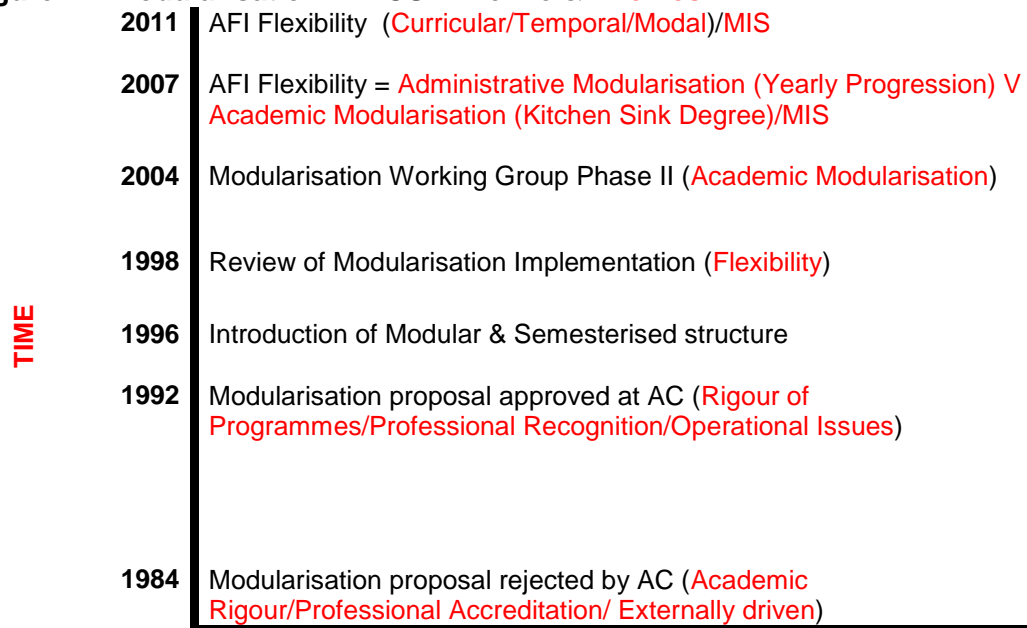 2011 AFI Flexibility (Curricular/Temporal/Modal)/MIS
2007 AFI Flexibility = Administrative Modularisation (Yearly Progression) V
Academic Modularisation (Kitchen Sink Degree)/MIS
2004 Modularisation Working Group Phase II (Academic Modularisation)
1998 Review of Modularisation Implementation (Flexibility)
TIME
1996 Introduction of Modular & Semesterised structure
1992 Modularisation proposal approved at AC (Rigour of
Programmes/Professional Recognition/Operational Issues)
1984 Modularisation proposal rejected by AC (Academic
Rigour/Professional Accreditation/ Externally driven)